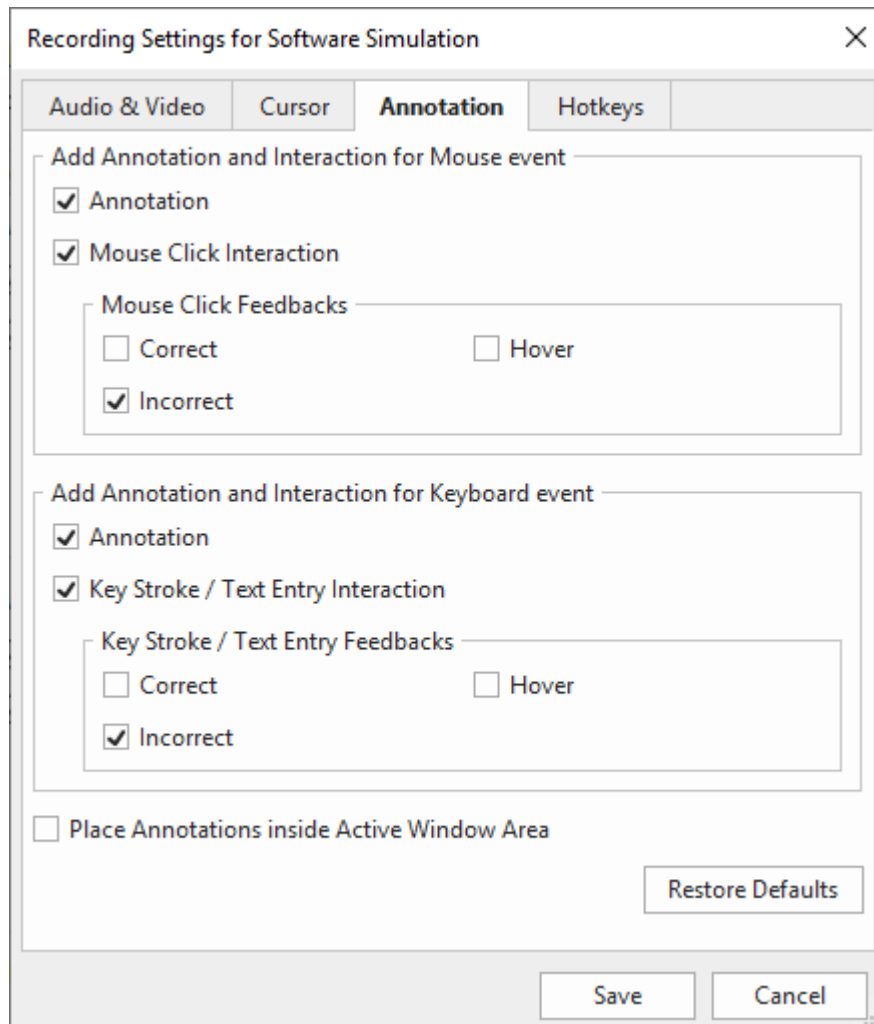 Recording Settings for Software Simulation
Audio & Video Cursor Annotation Hotkeys
Add Annotation and Interaction for Mouse event
Annotation
Mouse Click Interaction
Mouse Click Feedbacks
Correct Hover
Incorrect
Add Annotation and Interaction for Keyboard event
Annotation
Key Stroke / Text Entry Interaction
Key Stroke / Text Entry Feedbacks
Correct Hover
Incorrect
Place Annotations inside Active Window Area
Restore Defaults
Save Cancel